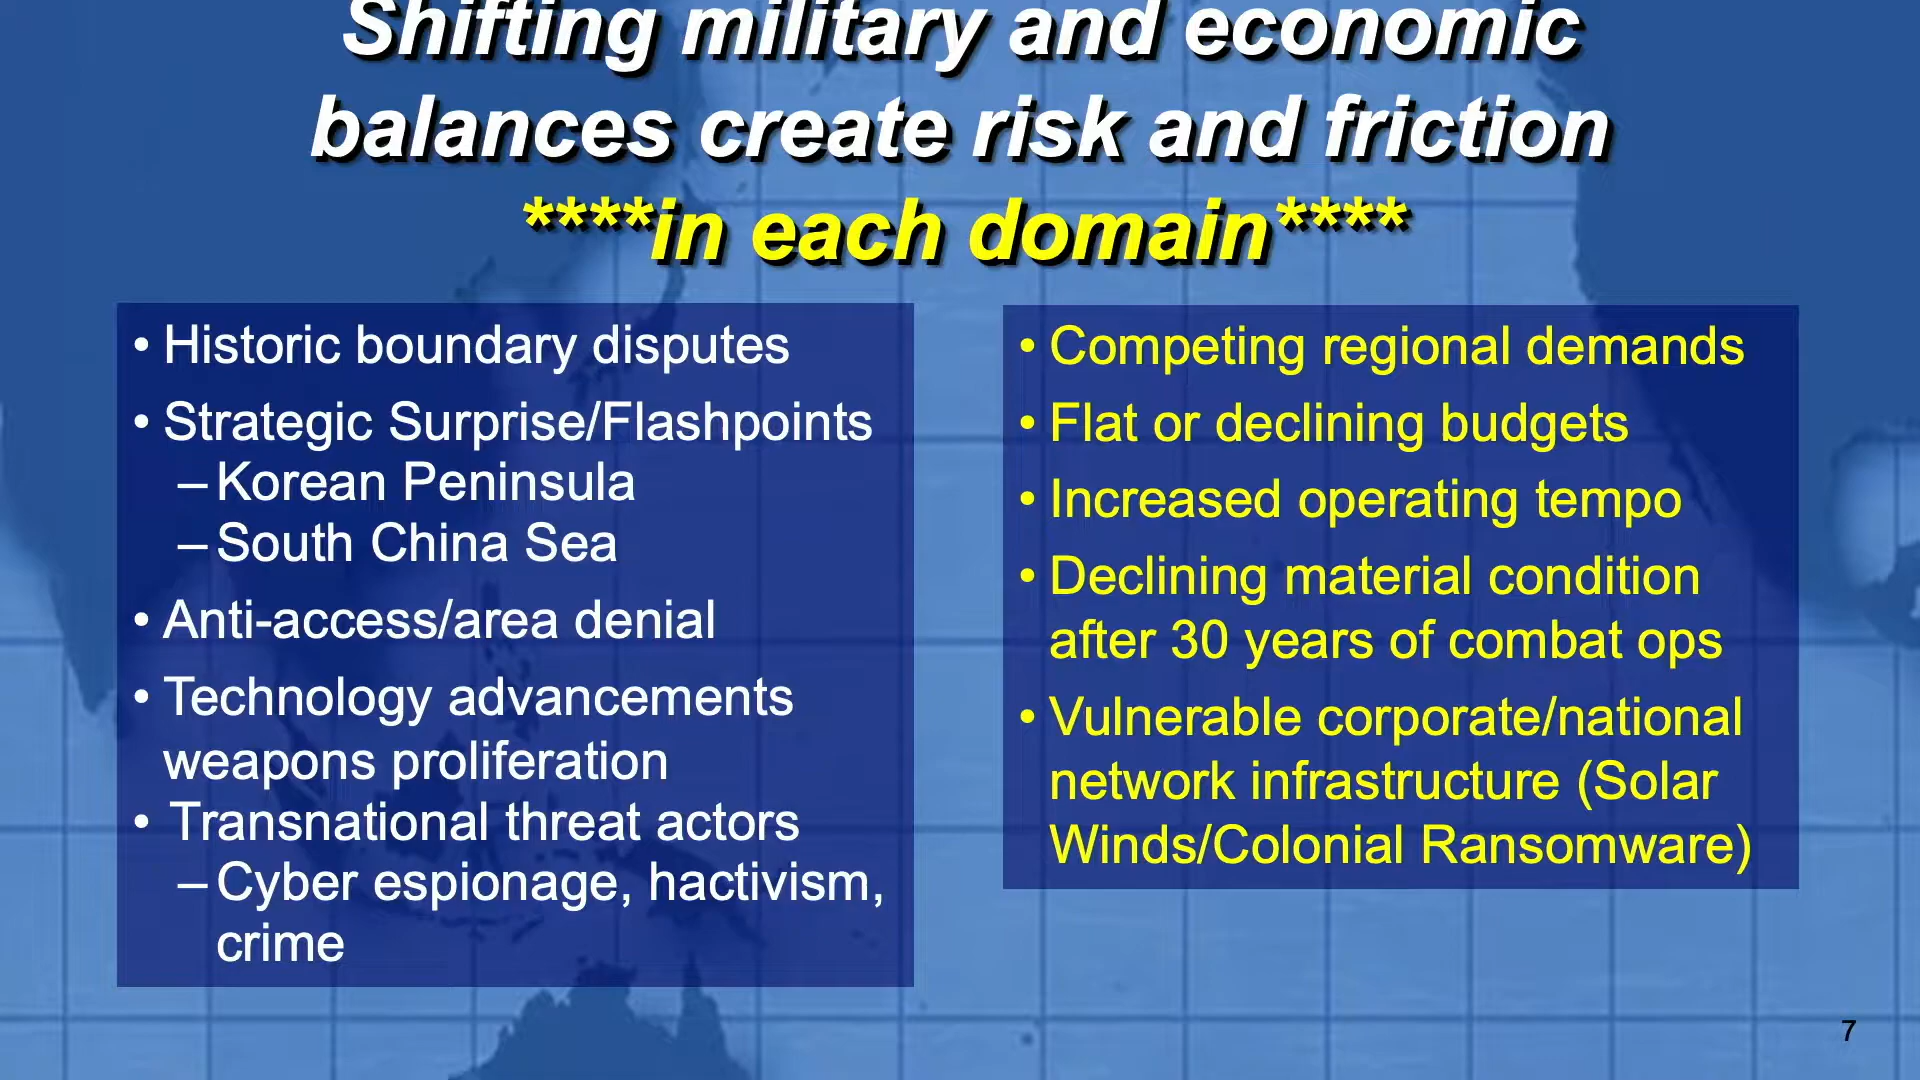 Shifting military and economic
balances create risk and friction
****in each domain****
• Historic boundary disputes
• Strategic Surprise/Flashpoints
– Korean Peninsula
– South China Sea
• Anti-access/area denial
• Technology advancements
weapons proliferation
• Transnational threat actors
– Cyber espionage, hactivism,
crime
• Competing regional demands
• Flat or declining budgets
• Increased operating tempo
• Declining material condition
after 30 years of combat ops
• Vulnerable corporate/national
network infrastructure (Solar
Winds/Colonial Ransomware)
7